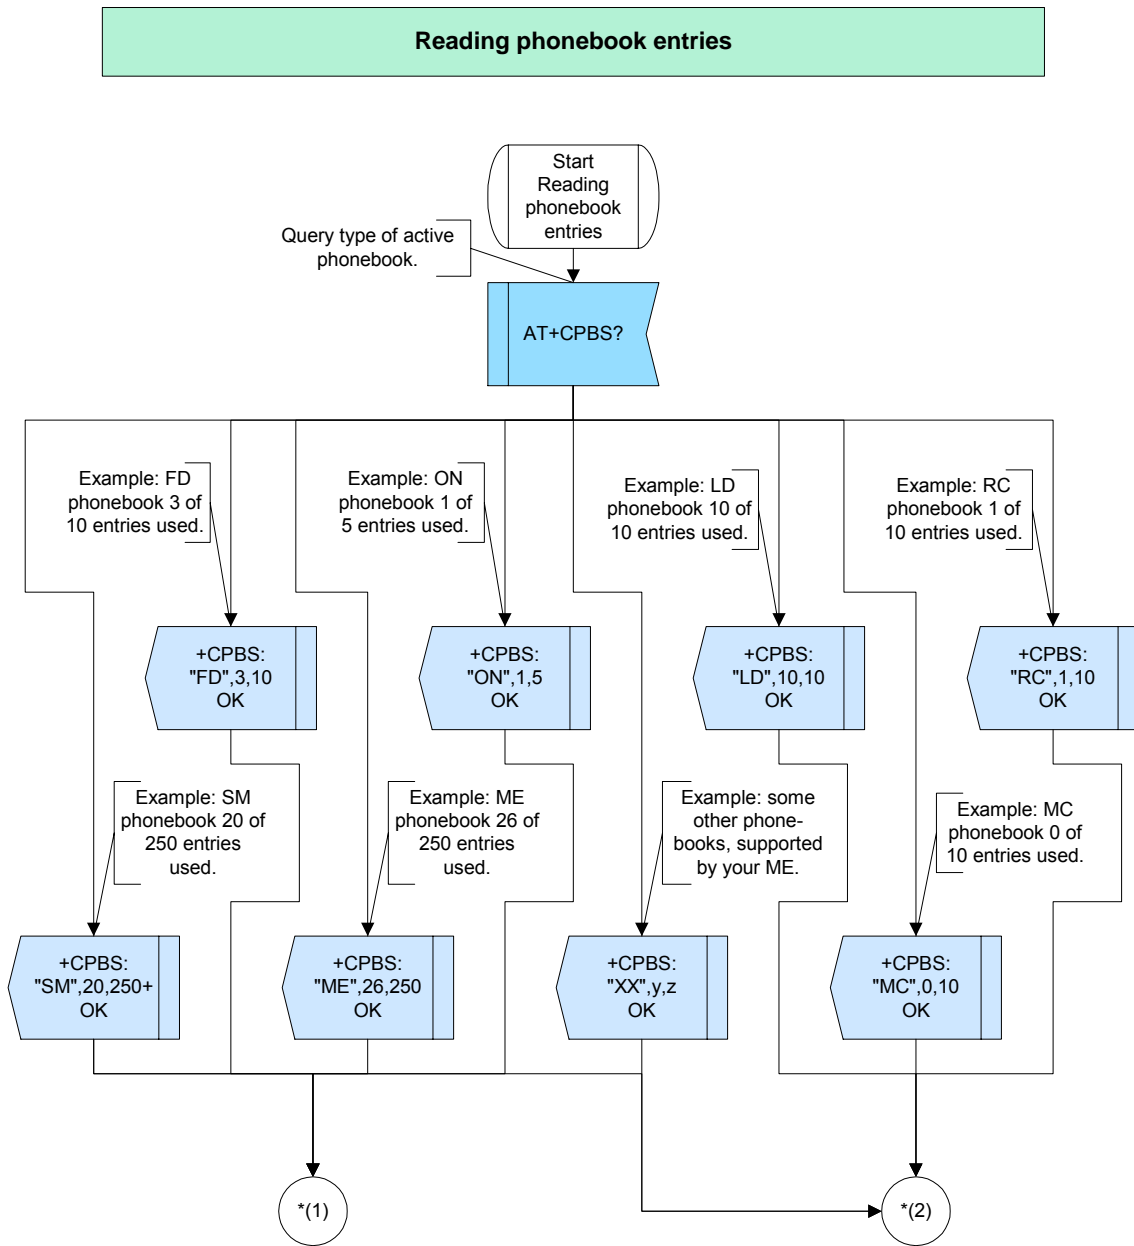 Reading phonebook entries
Start
Reading
phonebook
entries
Query type of active
phonebook.
AT+CPBS?
Example: FD
phonebook 3 of
10 entries used.
Example: ON
phonebook 1 of
5 entries used.
Example: LD
phonebook 10 of
10 entries used.
Example: RC
phonebook 1 of
10 entries used.
+CPBS:
"FD",3,10
OK
+CPBS:
"ON",1,5
OK
+CPBS:
"LD",10,10
OK
+CPBS:
"RC",1,10
OK
Example: SM
phonebook 20 of
250 entries
used.
Example: ME
phonebook 26 of
250 entries
used.
Example: some
other phone-
books, supported
by your ME.
Example: MC
phonebook 0 of
10 entries used.
+CPBS:
"SM",20,250+
OK
+CPBS:
"ME",26,250
OK
+CPBS:
"XX",y,z
OK
+CPBS:
"MC",0,10
OK
*(1)
*(2)